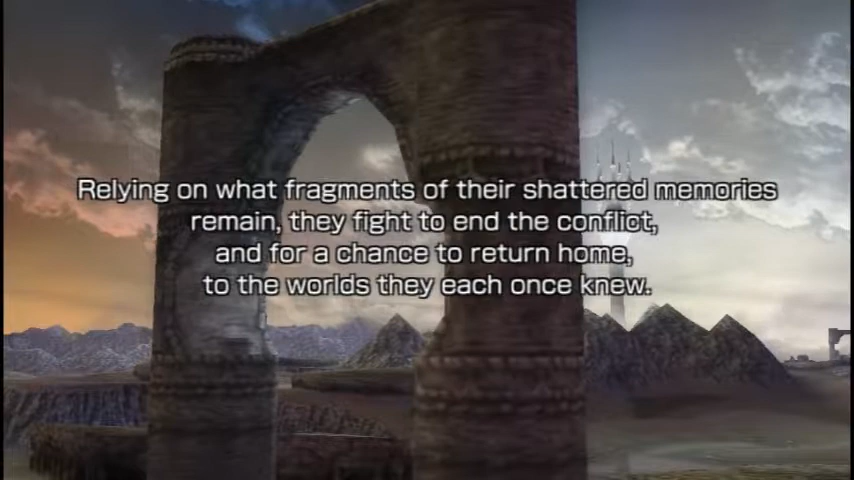 Relying on what fragments of their shattered memories
remain, they fight to end the conflict,
and for a chance to return home,
to the worlds they each once knew.